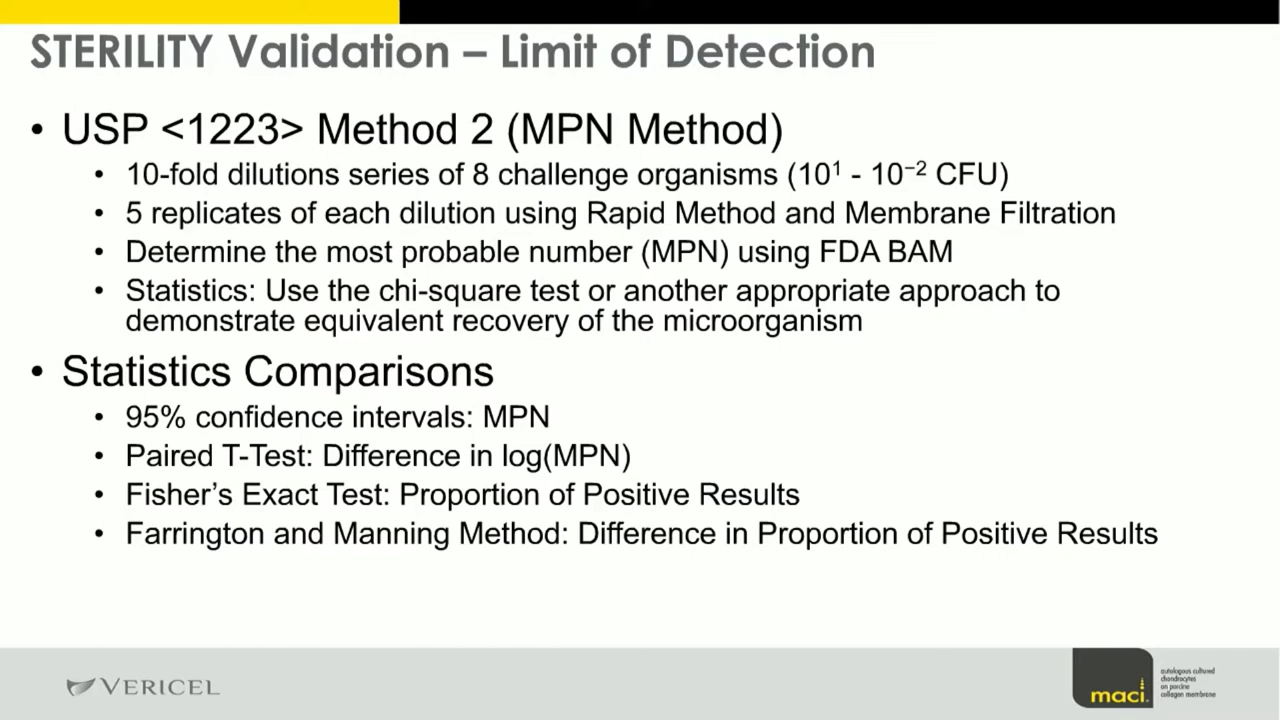 STERILITY Validation – Limit of Detection
• USP <1223> Method 2 (MPN Method)
• 10-fold dilutions series of 8 challenge organisms (10¹ - 10⁻² CFU)
• 5 replicates of each dilution using Rapid Method and Membrane Filtration
• Determine the most probable number (MPN) using FDA BAM
• Statistics: Use the chi-square test or another appropriate approach to
demonstrate equivalent recovery of the microorganism
• Statistics Comparisons
• 95% confidence intervals: MPN
• Paired T-Test: Difference in log(MPN)
• Fisher’s Exact Test: Proportion of Positive Results
• Farrington and Manning Method: Difference in Proportion of Positive Results
VERICEL
maci.
autologous cultured
chondrocytes
on porcine
collagen membrane